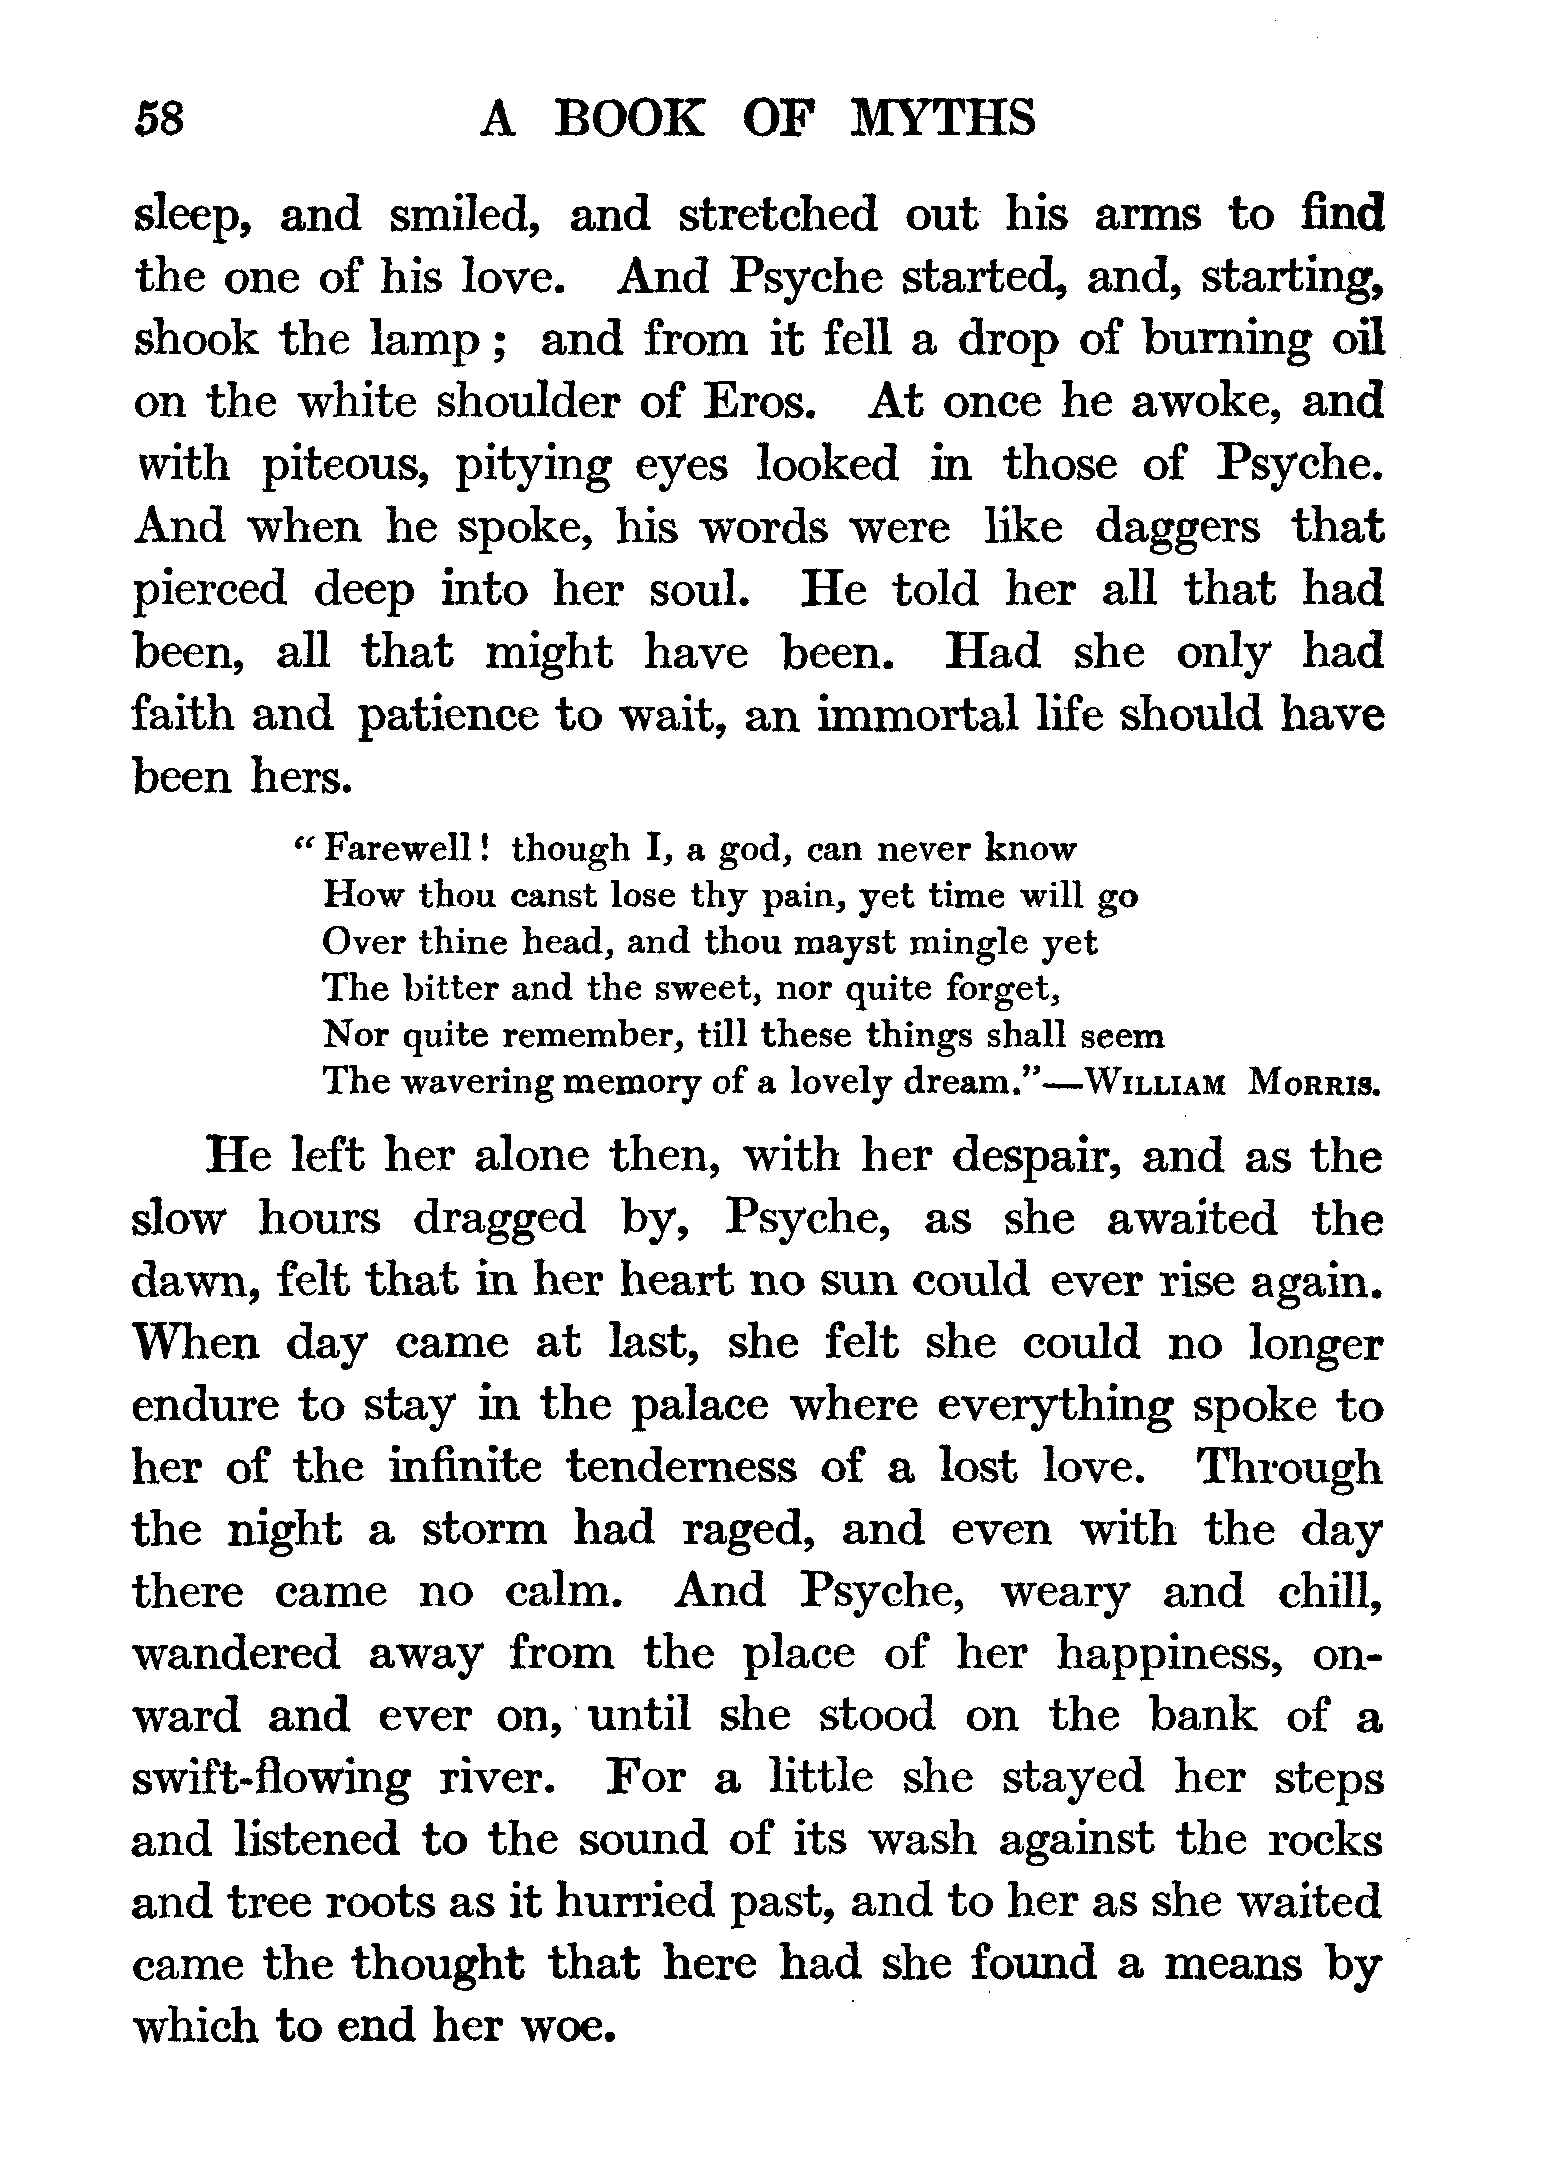 58 A BOOK OF MYTHS
sleep, and smiled, and stretched out his arms to find
the one of his love. And Psyche started, and, starting,
shook the lamp ; and from it fell a drop of burning oil
on the white shoulder of Eros. At once he awoke, and
with piteous, pitying eyes looked in those of Psyche.
And when he spoke, his words were like daggers that
pierced deep into her soul. He told her all that had
been, all that might have been. Had she only had
faith and patience to wait, an immortal life should have
been hers.
“ Farewell ! though I, a god, can never know
How thou canst lose thy pain, yet time will go
Over thine head, and thou mayst mingle yet
The bitter and the sweet, nor quite forget,
Nor quite remember, till these things shall seem
The wavering memory of a lovely dream.”—WILLIAM MORRIS.
He left her alone then, with her despair, and as the
slow hours dragged by, Psyche, as she awaited the
dawn, felt that in her heart no sun could ever rise again.
When day came at last, she felt she could no longer
endure to stay in the palace where everything spoke to
her of the infinite tenderness of a lost love. Through
the night a storm had raged, and even with the day
there came no calm. And Psyche, weary and chill,
wandered away from the place of her happiness, on-
ward and ever on, until she stood on the bank of a
swift-flowing river. For a little she stayed her steps
and listened to the sound of its wash against the rocks
and tree roots as it hurried past, and to her as she waited
came the thought that here had she found a means by
which to end her woe.